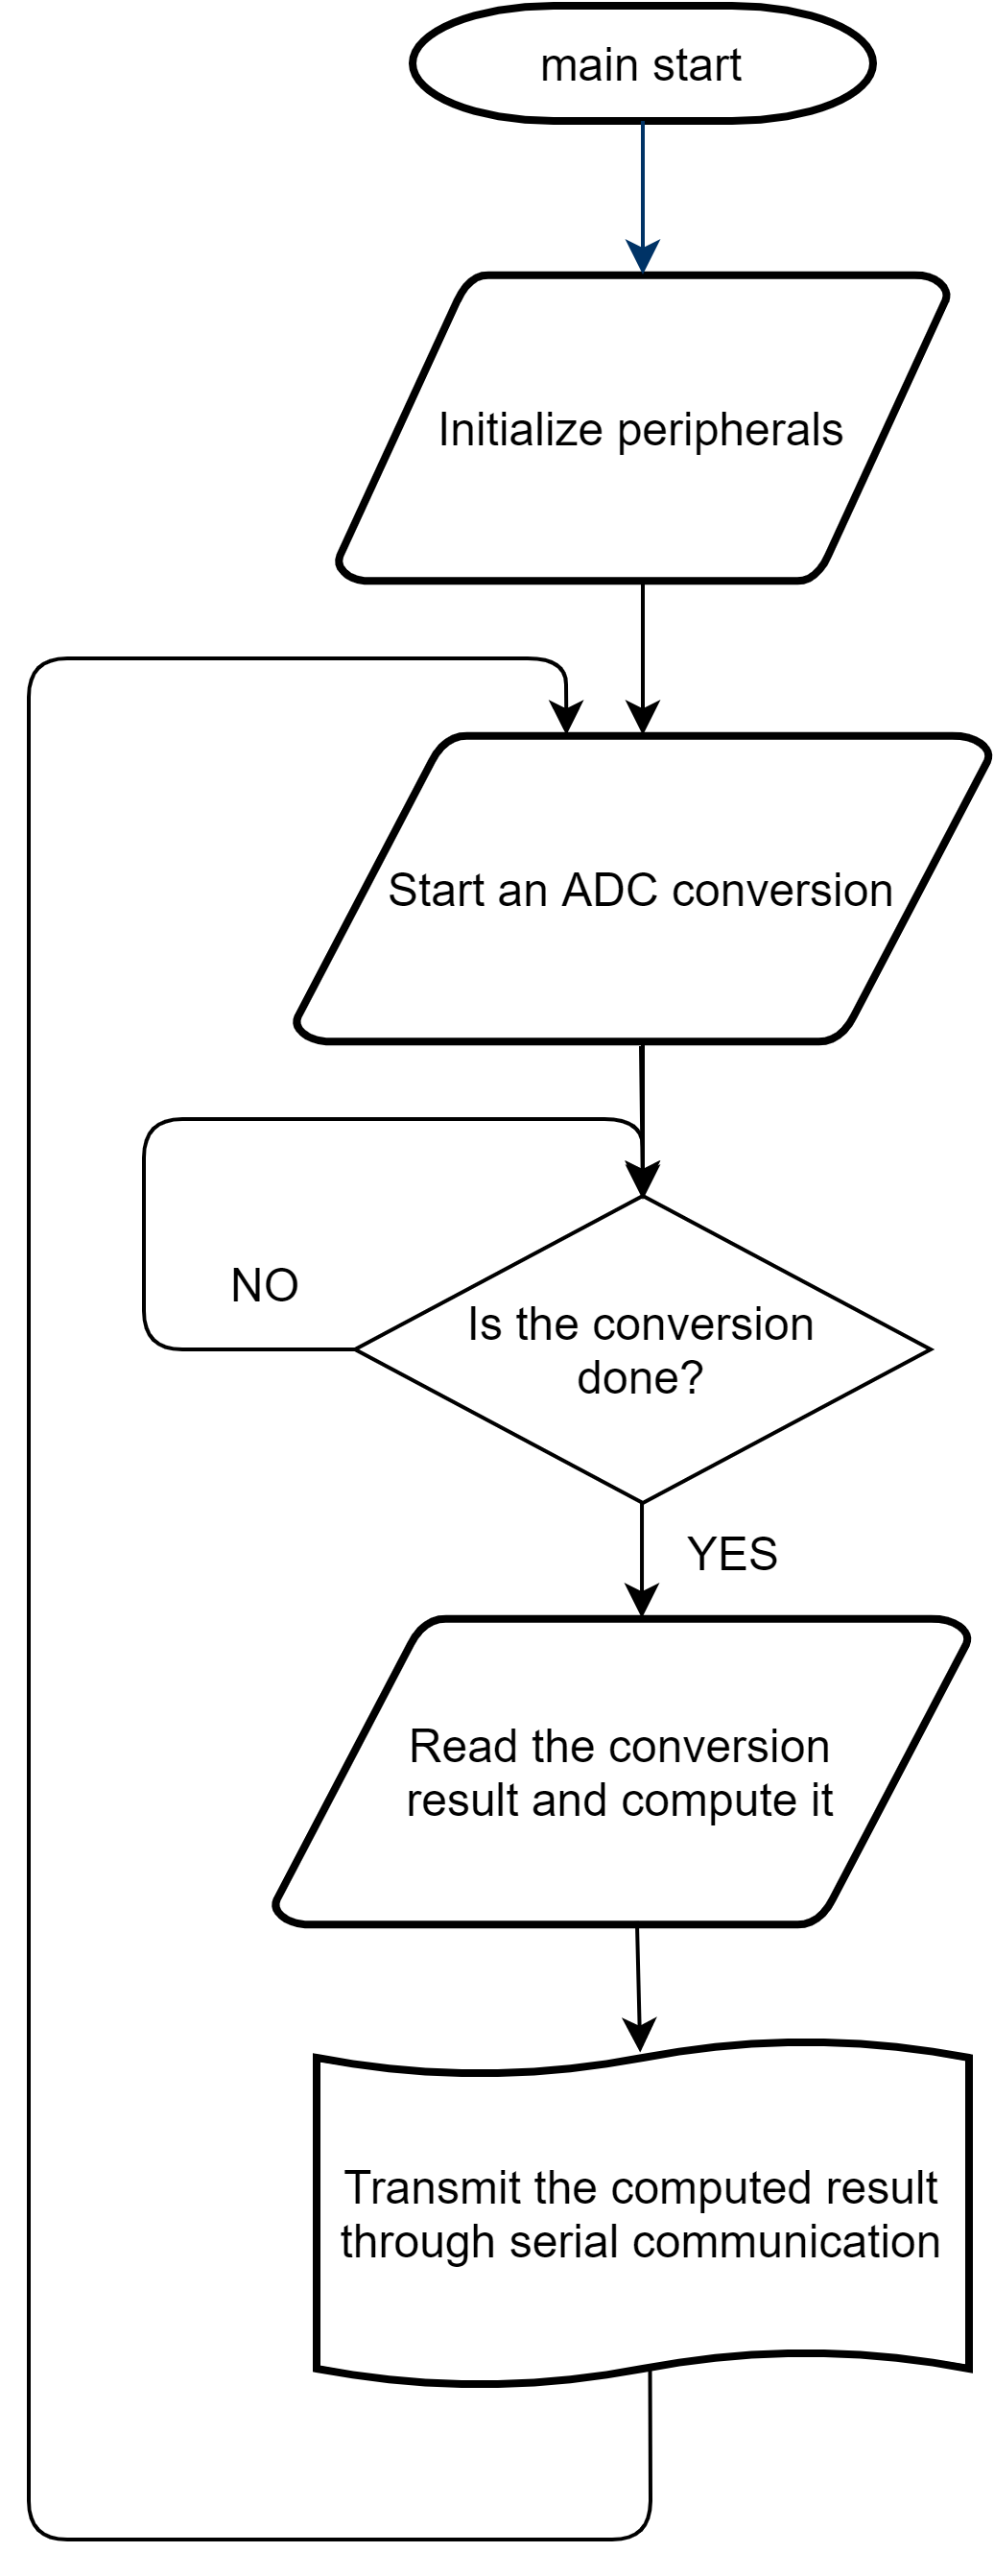 main start
Initialize peripherals
Start an ADC conversion
NO
Is the conversion
done?
YES
Read the conversion
result and compute it
Transmit the computed result
through serial communication